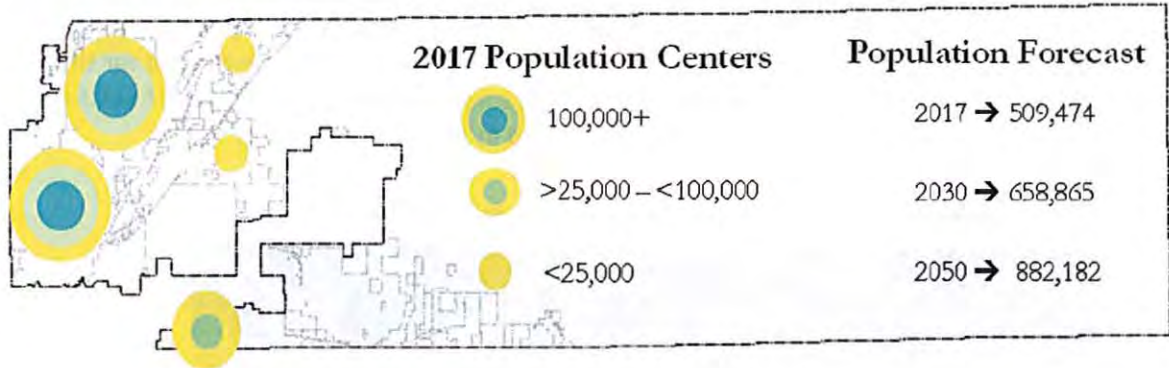 2017 Population Centers
100,000+
>25,000 – <100,000
<25,000
Population Forecast
2017 → 509,474
2030 → 658,865
2050 → 882,182